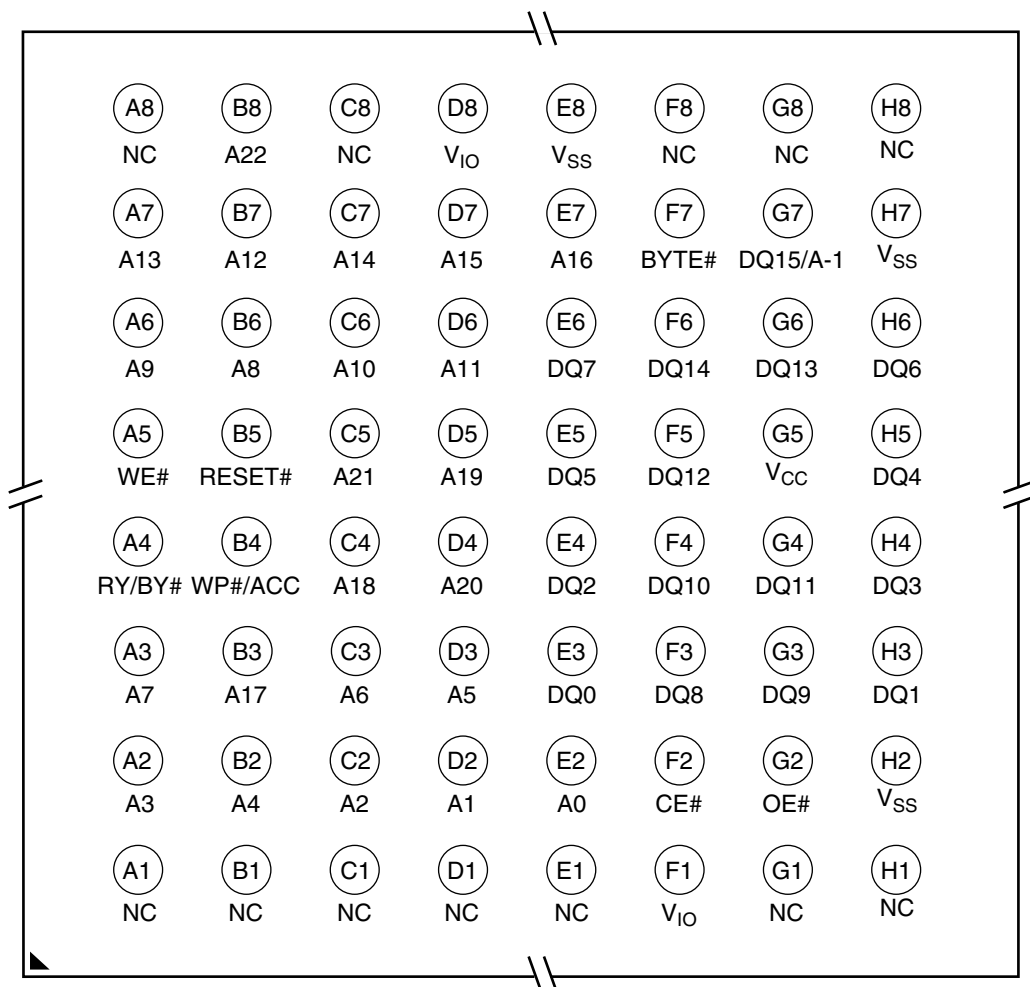 A8 B8 C8 D8 E8 F8 G8 H8
NC A22 NC VIO VSS NC NC NC
A7 B7 C7 D7 E7 F7 G7 H7
A13 A12 A14 A15 A16 BYTE# DQ15/A-1 VSS
A6 B6 C6 D6 E6 F6 G6 H6
A9 A8 A10 A11 DQ7 DQ14 DQ13 DQ6
A5 B5 C5 D5 E5 F5 G5 H5
WE# RESET# A21 A19 DQ5 DQ12 VCC DQ4
A4 B4 C4 D4 E4 F4 G4 H4
RY/BY# WP#/ACC A18 A20 DQ2 DQ10 DQ11 DQ3
A3 B3 C3 D3 E3 F3 G3 H3
A7 A17 A6 A5 DQ0 DQ8 DQ9 DQ1
A2 B2 C2 D2 E2 F2 G2 H2
A3 A4 A2 A1 A0 CE# OE# VSS
A1 B1 C1 D1 E1 F1 G1 H1
NC NC NC NC NC VIO NC NC